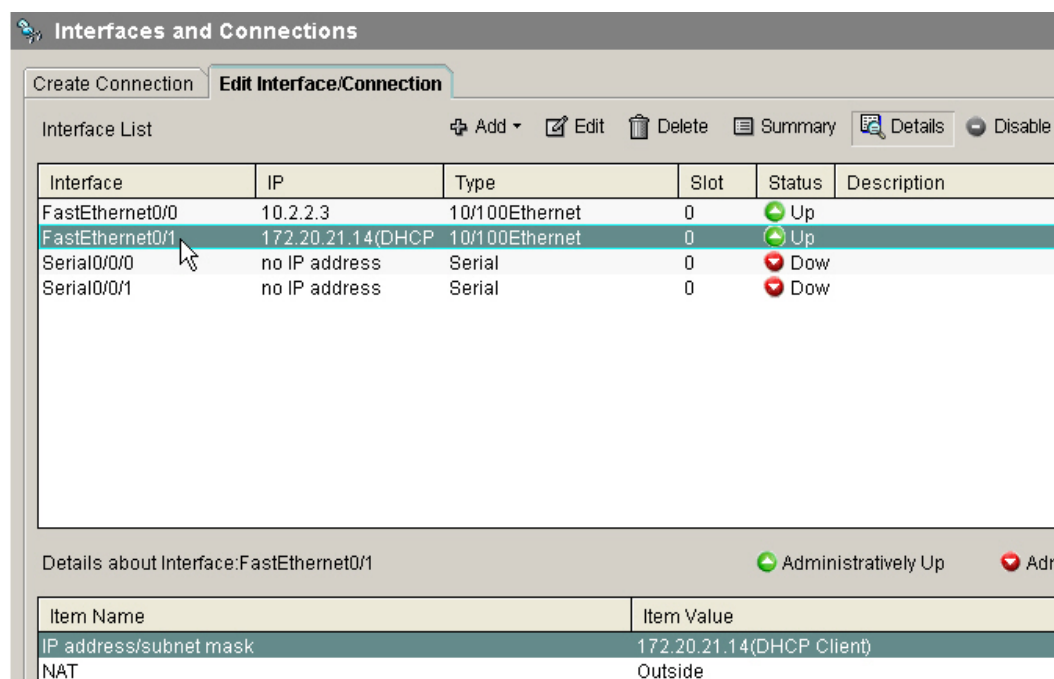 Interfaces and Connections
Create Connection Edit Interface/Connection
Interface List Add Edit Delete Summary Details Disable
Interface IP Type Slot Status Description
FastEthernet0/0 10.2.2.3 10/100Ethernet 0 Up
FastEthernet0/1 172.20.21.14(DHCP 10/100Ethernet 0 Up
Serial0/0/0 no IP address Serial 0 Dow
Serial0/0/1 no IP address Serial 0 Dow
Details about Interface:FastEthernet0/1 Administratively Up Adr
Item Name Item Value
IP address/subnet mask 172.20.21.14(DHCP Client)
NAT Outside